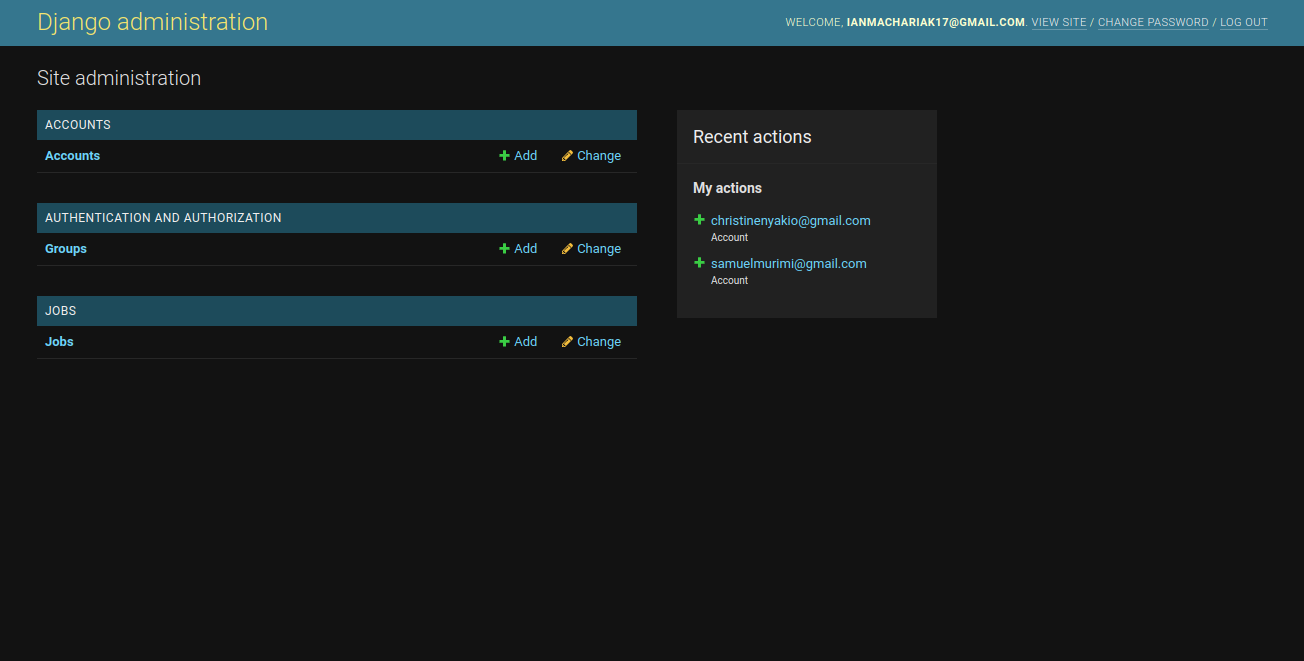 Django administration
WELCOME, IANMACHARIAK17@GMAIL.COM. VIEW SITE / CHANGE PASSWORD / LOG OUT
Site administration
ACCOUNTS
Accounts Add Change
AUTHENTICATION AND AUTHORIZATION
Groups Add Change
JOBS
Jobs Add Change
Recent actions
My actions
christinenyakio@gmail.com
Account
samuelmurimi@gmail.com
Account